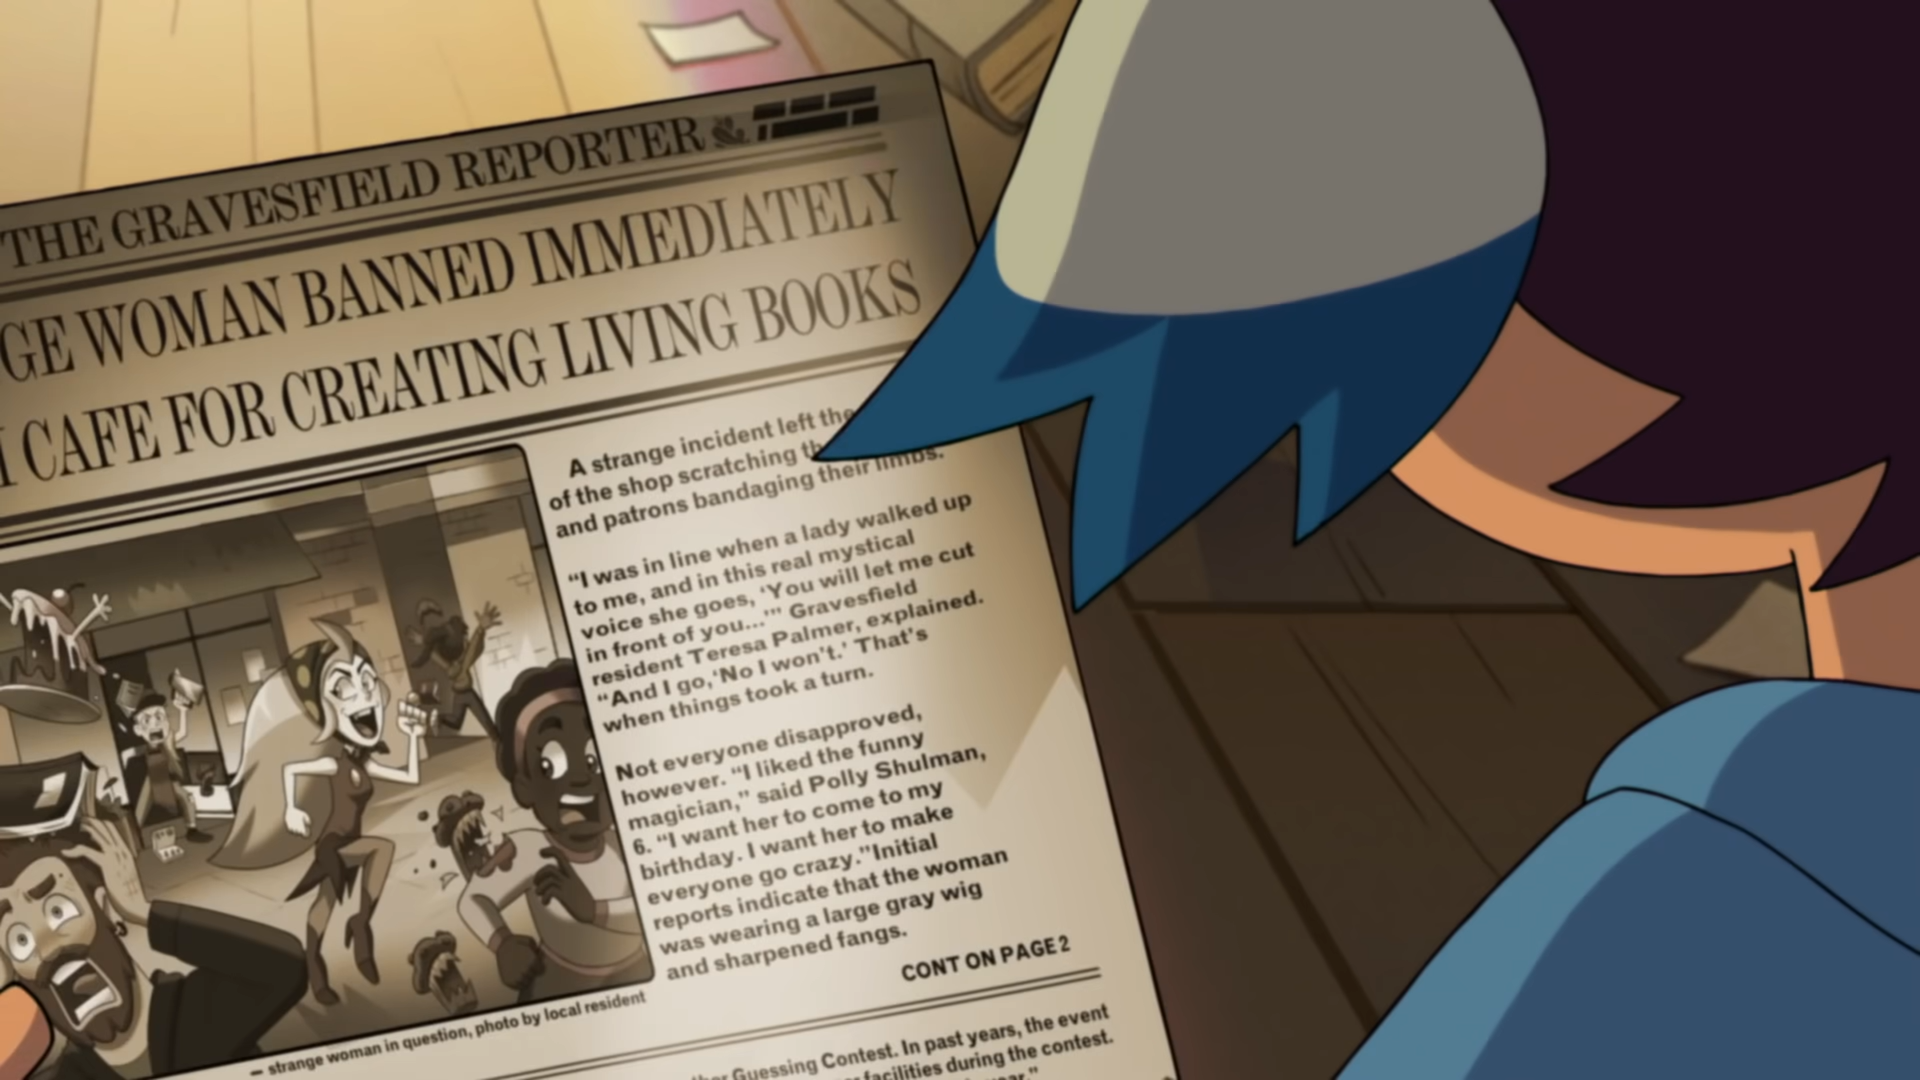 THE GRAVESFIELD REPORTER
GE WOMAN BANNED IMMEDIATELY
CAFE FOR CREATING LIVING BOOKS
A strange incident left the
of the shop scratching
and patrons bandaging their limbs.
“I was in line when a lady walked up
to me, and in this real mystical
voice she goes, ‘You will let me cut
in front of you...’” Gravesfield
resident Teresa Palmer, explained.
“And I go,‘No I won't.’ That's
when things took a turn.
Not everyone disapproved,
however. “I liked the funny
magician,” said Polly Shulman,
6. “I want her to come to my
birthday. I want her to make
everyone go crazy.”Initial
reports indicate that the woman
was wearing a large gray wig
and sharpened fangs.
CONT ON PAGE 2
— strange woman in question, photo by local resident
Guessing Contest. In past years, the event
facilities during the contest.